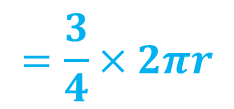 = 3/4 × 2πr